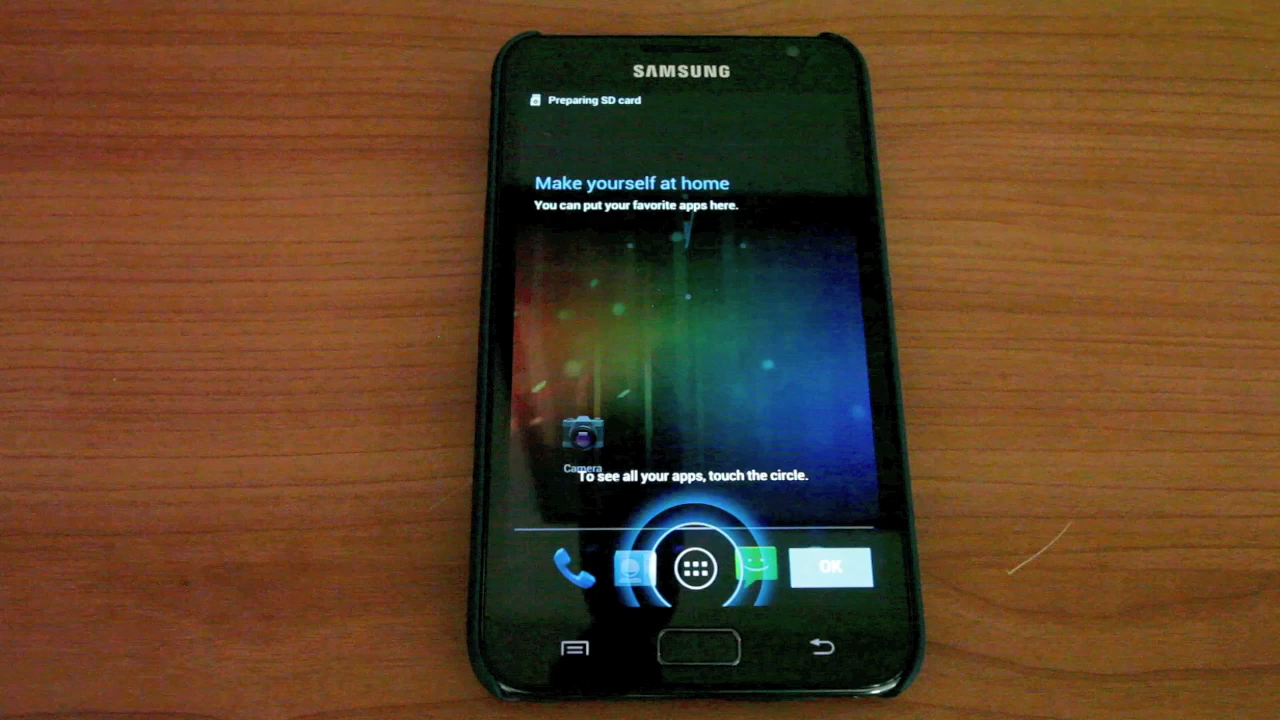 SAMSUNG
Preparing SD card
Make yourself at home
You can put your favorite apps here.
Camera
To see all your apps, touch the circle.
OK